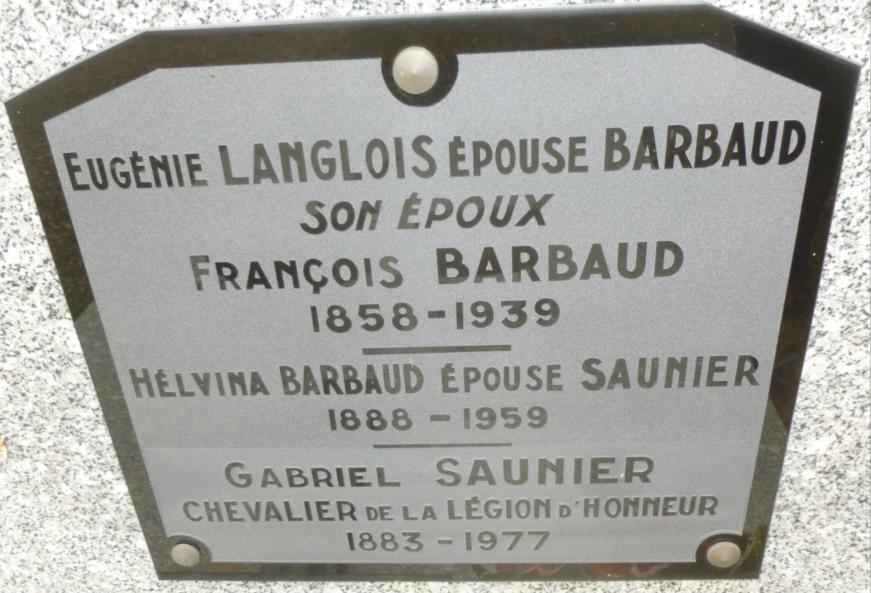 EUGÉNIE LANGLOIS ÉPOUSE BARBAUD
SON ÉPOUX
FRANÇOIS BARBAUD
1858-1939
HÉLVINA BARBAUD ÉPOUSE SAUNIER
1888-1959
GABRIEL SAUNIER
CHEVALIER DE LA LÉGION D'HONNEUR
1883-1977